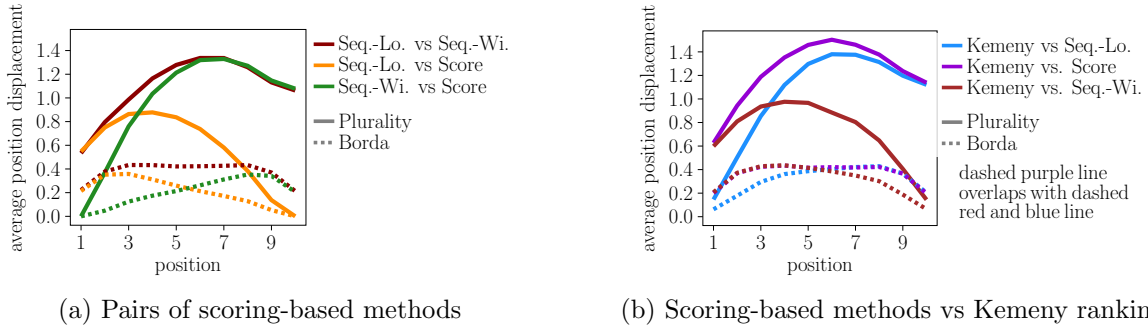 average position displacement
1.4
1.2
1.0
0.8
0.6
0.4
0.2
0.0
1 3 5 7 9
position
Seq.-Lo. vs Seq.-Wi.
Seq.-Lo. vs Score
Seq.-Wi. vs Score
Plurality
Borda
(a) Pairs of scoring-based methods
average position displacement
1.4
1.2
1.0
0.8
0.6
0.4
0.2
0.0
1 3 5 7 9
position
Kemeny vs Seq.-Lo.
Kemeny vs. Score
Kemeny vs. Seq.-Wi.
Plurality
Borda
dashed purple line
overlaps with dashed
red and blue line
(b) Scoring-based methods vs Kemeny rankin